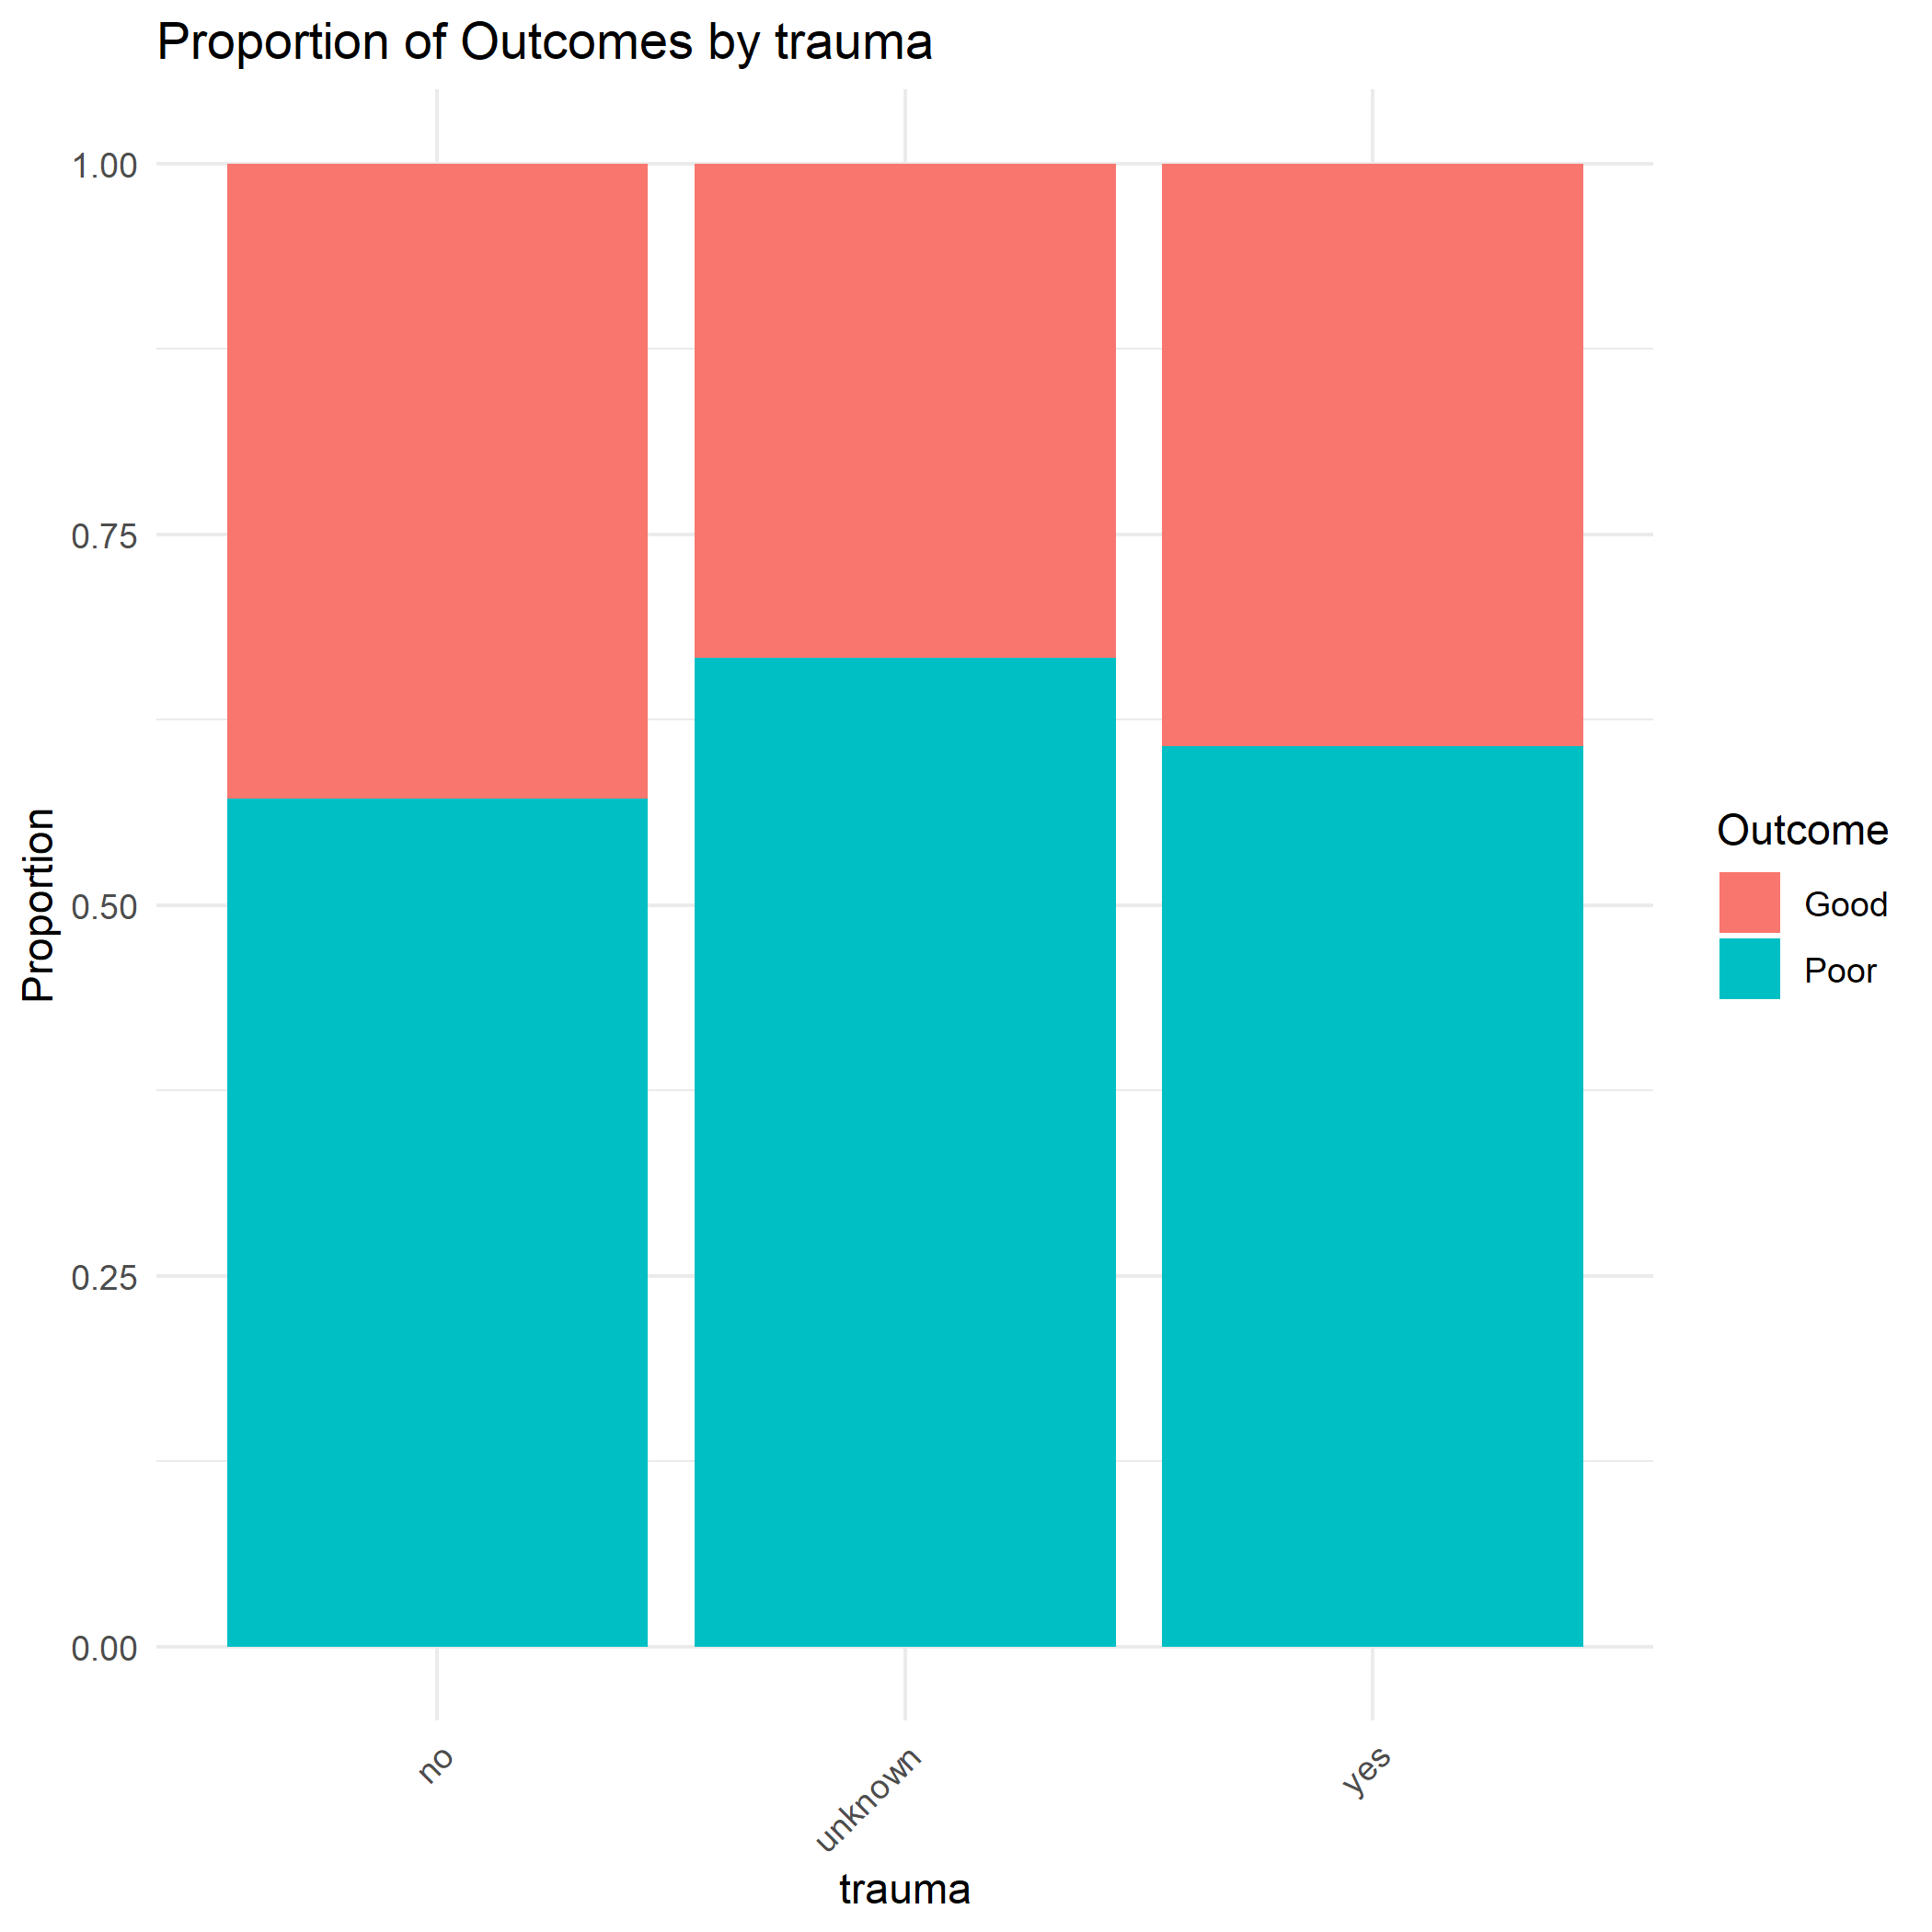 Proportion of Outcomes by trauma
1.00
0.75
0.50
0.25
0.00
Proportion
no
unknown
yes
trauma
Outcome
Good
Poor